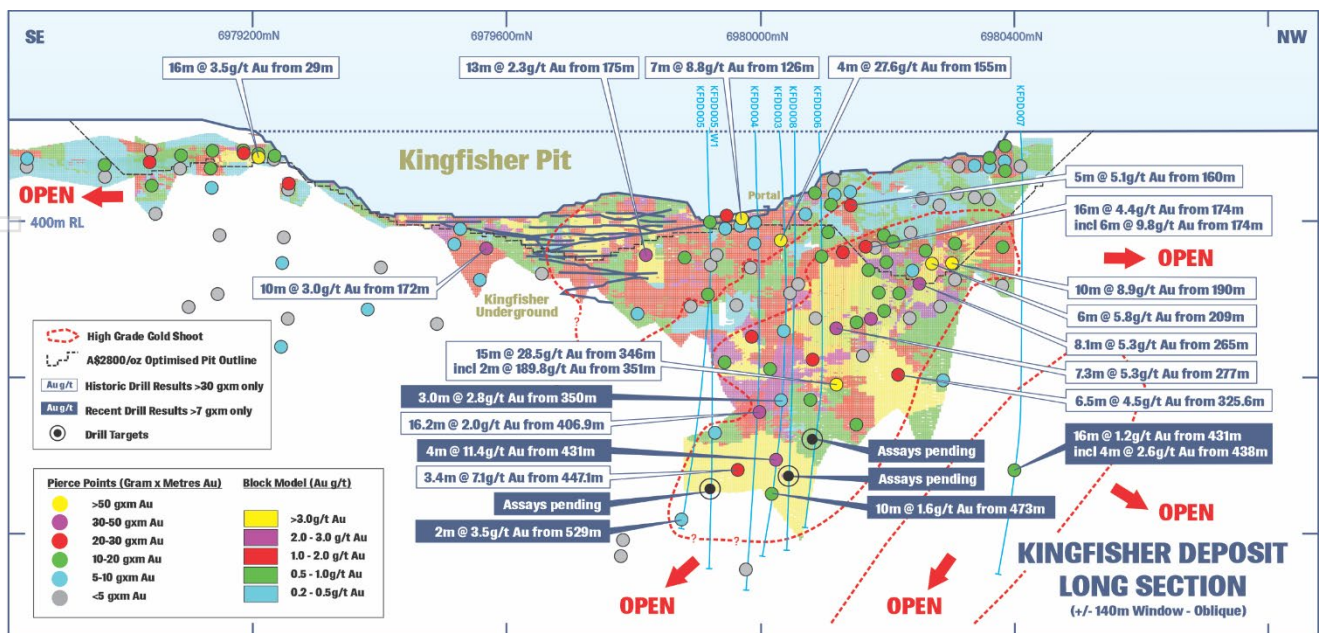 SE
6979200mN
6979600mN
6980000mN
6980400mN
NW
16m @ 3.5g/t Au from 29m
13m @ 2.3g/t Au from 175m
7m @ 8.8g/t Au from 126m
4m @ 27.6g/t Au from 155m
KFDD005
KFDD005 W1
KFDD004
KFDD003
KFDD008
KFDD006
KFDD007
Kingfisher Pit
Portal
OPEN
400m RL
5m @ 5.1g/t Au from 160m
16m @ 4.4g/t Au from 174m
incl 6m @ 9.8g/t Au from 174m
OPEN
10m @ 3.0g/t Au from 172m
Kingfisher
Underground
10m @ 8.9g/t Au from 190m
6m @ 5.8g/t Au from 209m
8.1m @ 5.3g/t Au from 265m
7.3m @ 5.3g/t Au from 277m
6.5m @ 4.5g/t Au from 325.6m
?
15m @ 28.5g/t Au from 346m
incl 2m @ 189.8g/t Au from 351m
3.0m @ 2.8g/t Au from 350m
16.2m @ 2.0g/t Au from 406.9m
4m @ 11.4g/t Au from 431m
3.4m @ 7.1g/t Au from 447.1m
Assays pending
2m @ 3.5g/t Au from 529m
Assays pending
Assays pending
10m @ 1.6g/t Au from 473m
16m @ 1.2g/t Au from 431m
incl 4m @ 2.6g/t Au from 438m
?
?
OPEN
OPEN
OPEN
High Grade Gold Shoot
A$2800/oz Optimised Pit Outline
Au g/t
Historic Drill Results >30 gxm only
Au g/t
Recent Drill Results >7 gxm only
Drill Targets
Pierce Points (Gram x Metres Au)
>50 gxm Au
30-50 gxm Au
20-30 gxm Au
10-20 gxm Au
5-10 gxm Au
<5 gxm Au
Block Model (Au g/t)
>3.0g/t Au
2.0 - 3.0 g/t Au
1.0 - 2.0 g/t Au
0.5 - 1.0g/t Au
0.2 - 0.5g/t Au
KINGFISHER DEPOSIT
LONG SECTION
(+/- 140m Window - Oblique)